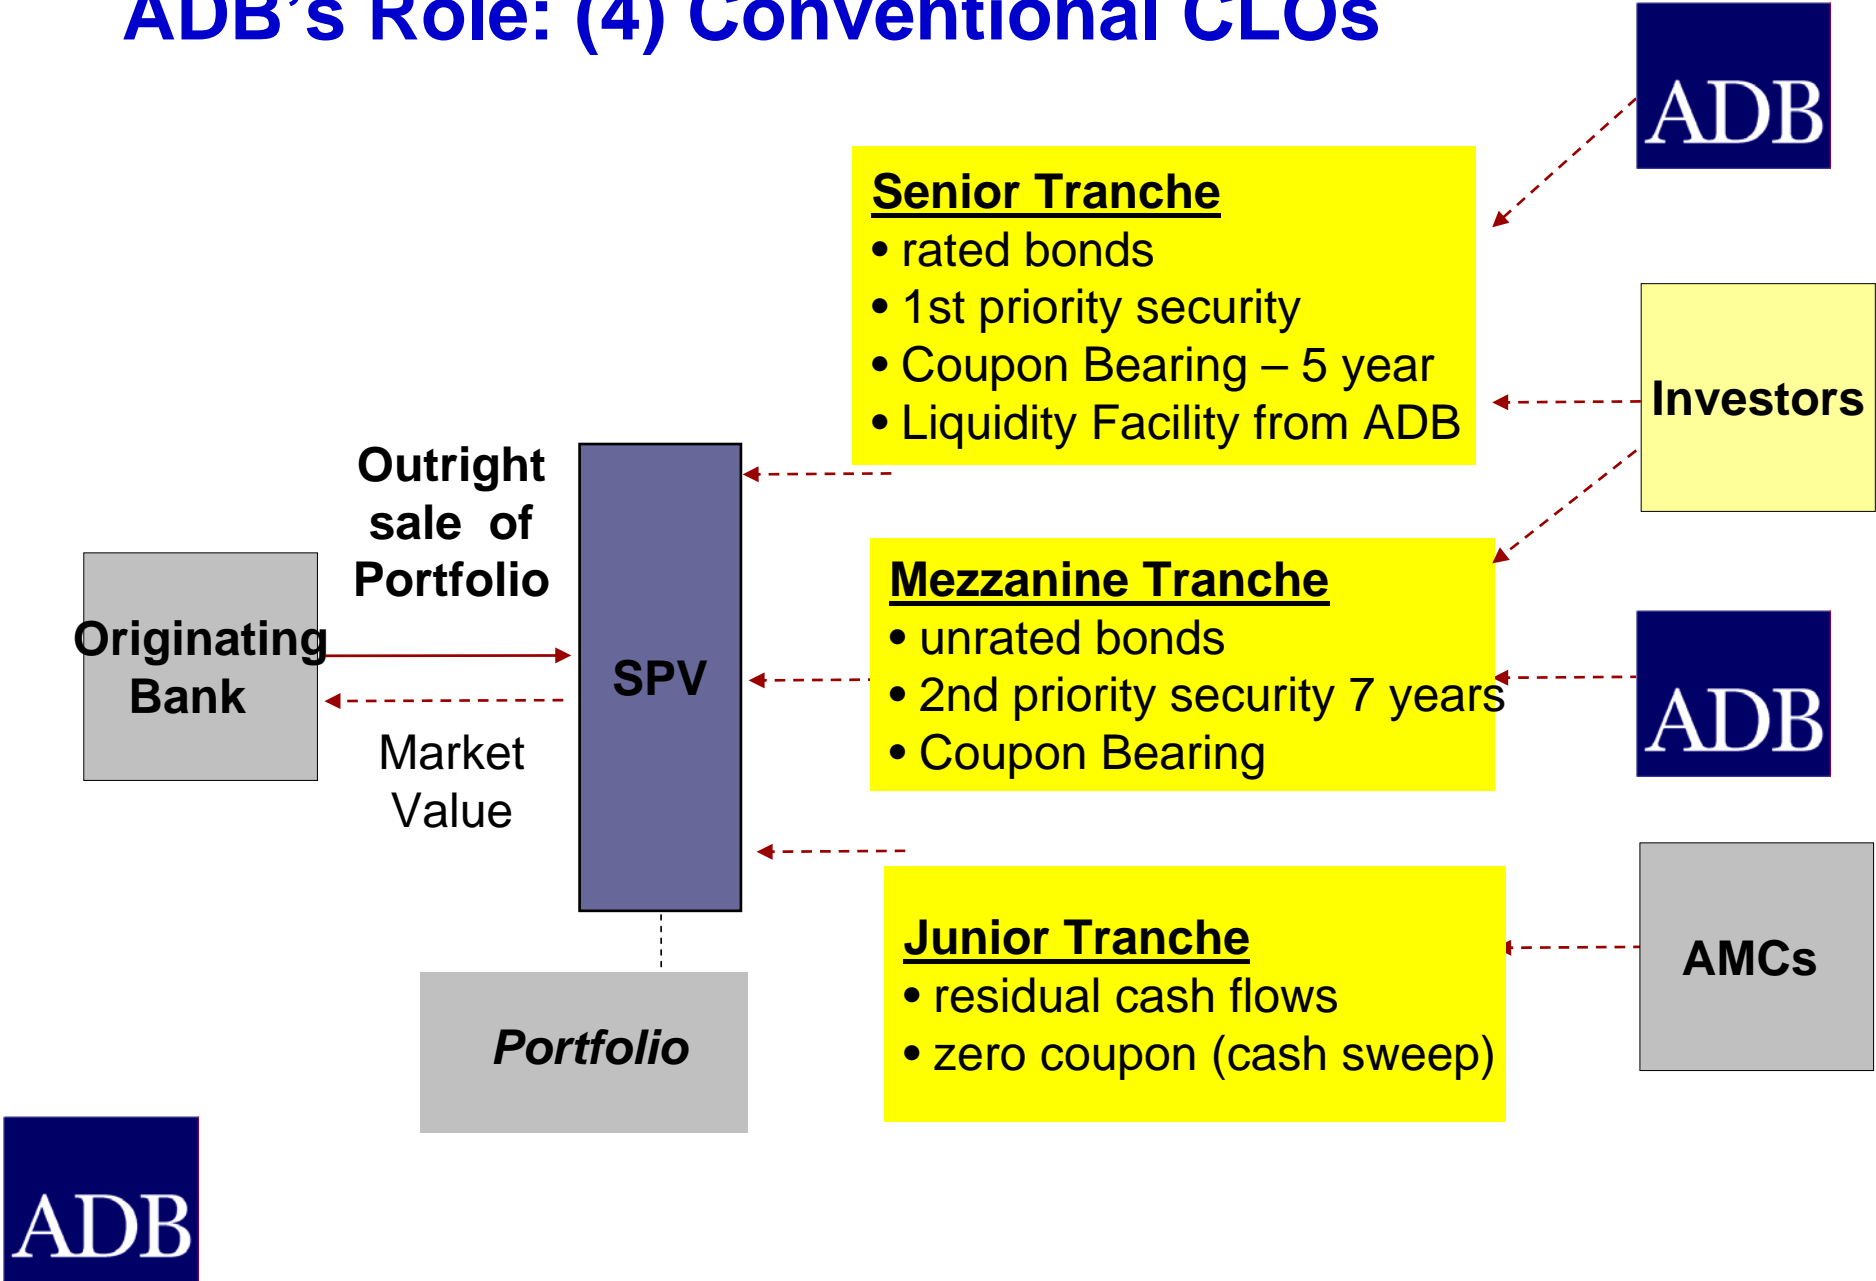 ADB's Role: (4) Conventional CLOs
ADB
Senior Tranche
• rated bonds
• 1st priority security
• Coupon Bearing – 5 year
• Liquidity Facility from ADB
Investors
Outright
sale of
Portfolio
Originating
Bank
SPV
Market
Value
Mezzanine Tranche
• unrated bonds
• 2nd priority security 7 years
• Coupon Bearing
ADB
Junior Tranche
• residual cash flows
• zero coupon (cash sweep)
AMCs
Portfolio
ADB